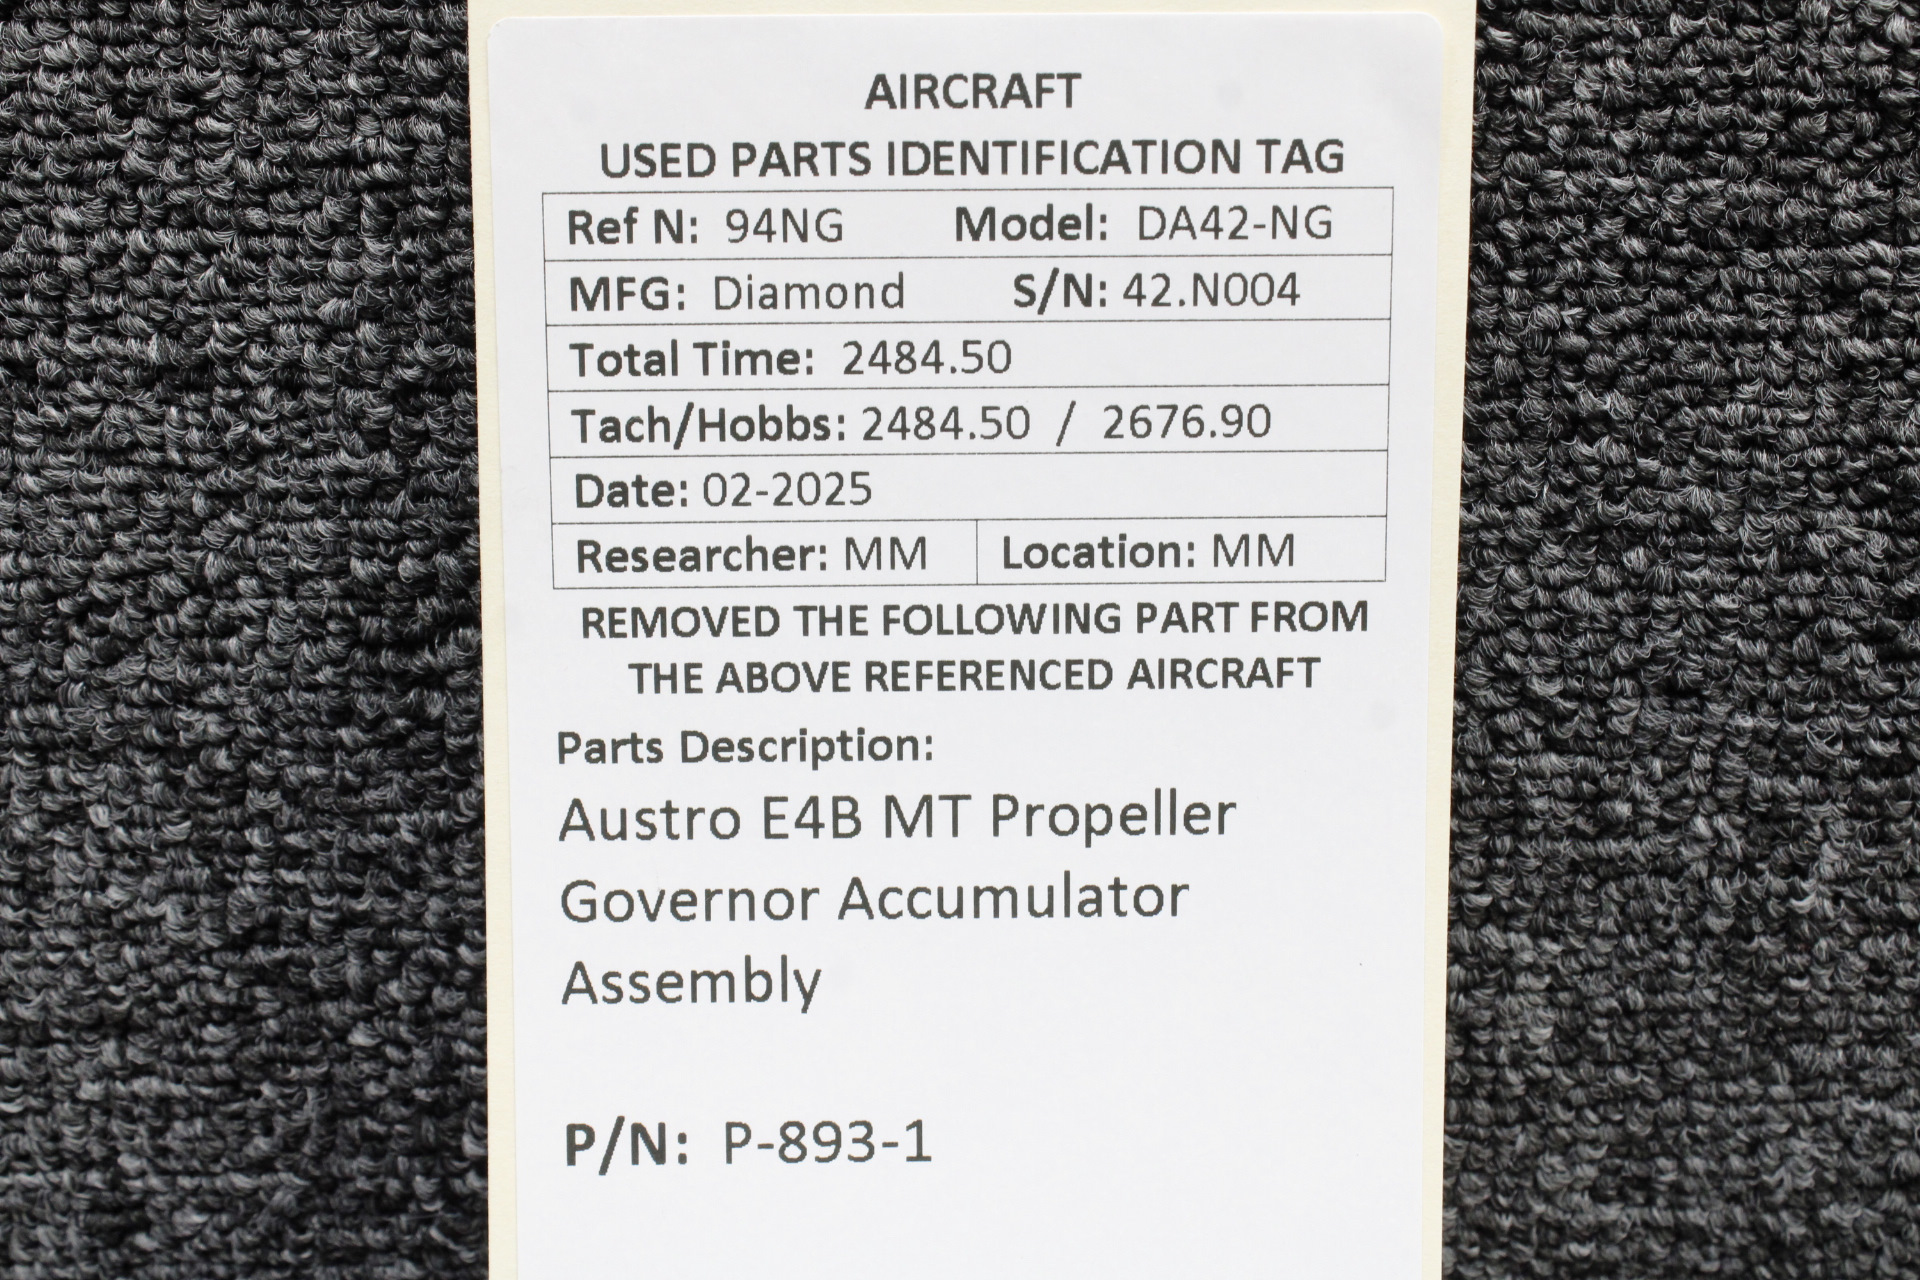 AIRCRAFT
USED PARTS IDENTIFICATION TAG
Ref N: 94NG Model: DA42-NG
MFG: Diamond S/N: 42.N004
Total Time: 2484.50
Tach/Hobbs: 2484.50 / 2676.90
Date: 02-2025
Researcher: MM Location: MM
REMOVED THE FOLLOWING PART FROM
THE ABOVE REFERENCED AIRCRAFT
Parts Description:
Austro E4B MT Propeller
Governor Accumulator
Assembly
P/N: P-893-1